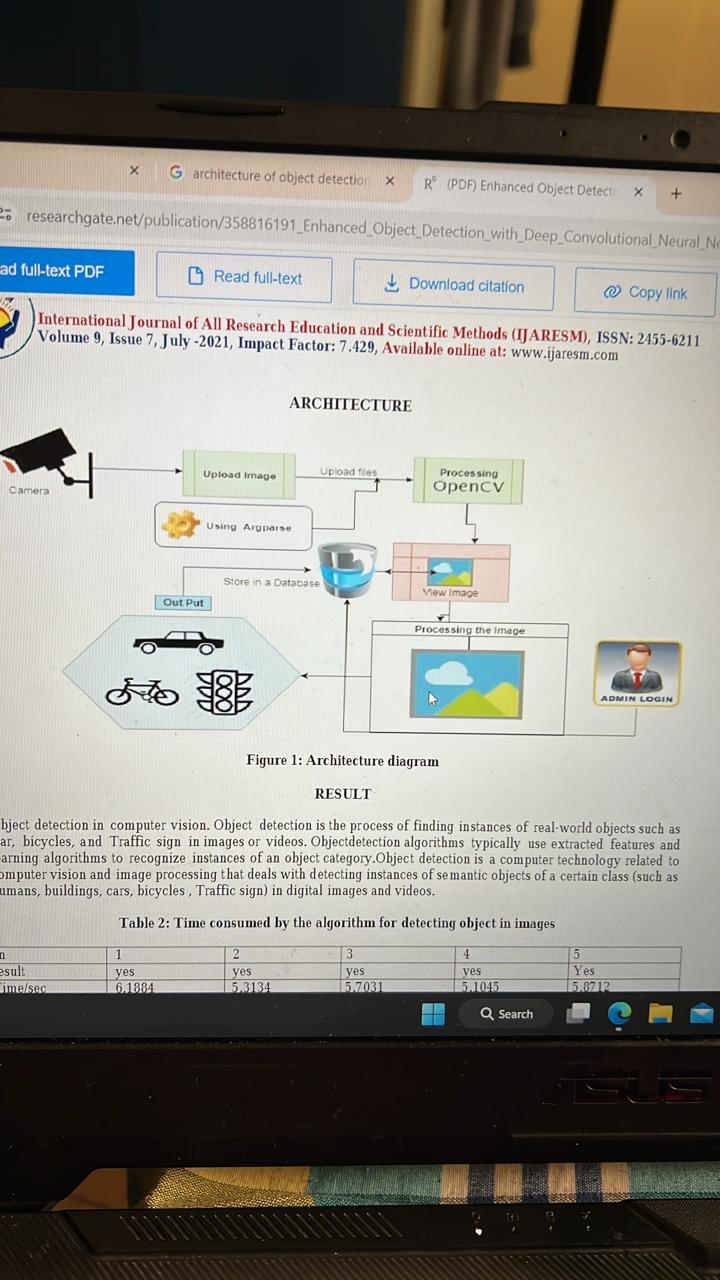 architecture of object detection
R⁶ (PDF) Enhanced Object Detecti
researchgate.net/publication/358816191_Enhanced_Object_Detection_with_Deep_Convolutional_Neural_N
ad full-text PDF
Read full-text
Download citation
Copy link
International Journal of All Research Education and Scientific Methods (IJARESM), ISSN: 2455-6211
Volume 9, Issue 7, July -2021, Impact Factor: 7.429, Available online at: www.ijaresm.com
ARCHITECTURE
Camera
Upload Image
Upload files
Processing
OpenCV
Using Argparse
Store in a Database
View Image
Out Put
Processing the Image
ADMIN LOGIN
Figure 1: Architecture diagram
RESULT
bject detection in computer vision. Object detection is the process of finding instances of real-world objects such as
ar, bicycles, and Traffic sign in images or videos. Objectdetection algorithms typically use extracted features and
arning algorithms to recognize instances of an object category.Object detection is a computer technology related to
omputer vision and image processing that deals with detecting instances of semantic objects of a certain class (such as
umans, buildings, cars, bicycles , Traffic sign) in digital images and videos.
Table 2: Time consumed by the algorithm for detecting object in images
n 1 2 3 4 5
esult yes yes yes yes Yes
ime/sec 6.1884 5.3134 5.7031 5.1045 5.8712
Search
ASUS